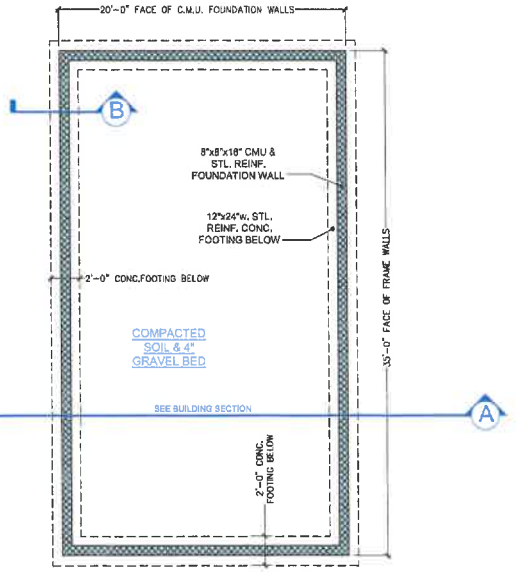 20'-0" FACE OF C.M.U. FOUNDATION WALLS
B
8"x8"x16" CMU &
STL. REINF.
FOUNDATION WALL
12"x24"w. STL.
REINF. CONC.
FOOTING BELOW
2'-0" CONC.FOOTING BELOW
35'-0" FACE OF FRAME WALLS
COMPACTED
SOIL & 4"
GRAVEL BED
SEE BUILDING SECTION
A
2'-0" CONC.
FOOTING BELOW